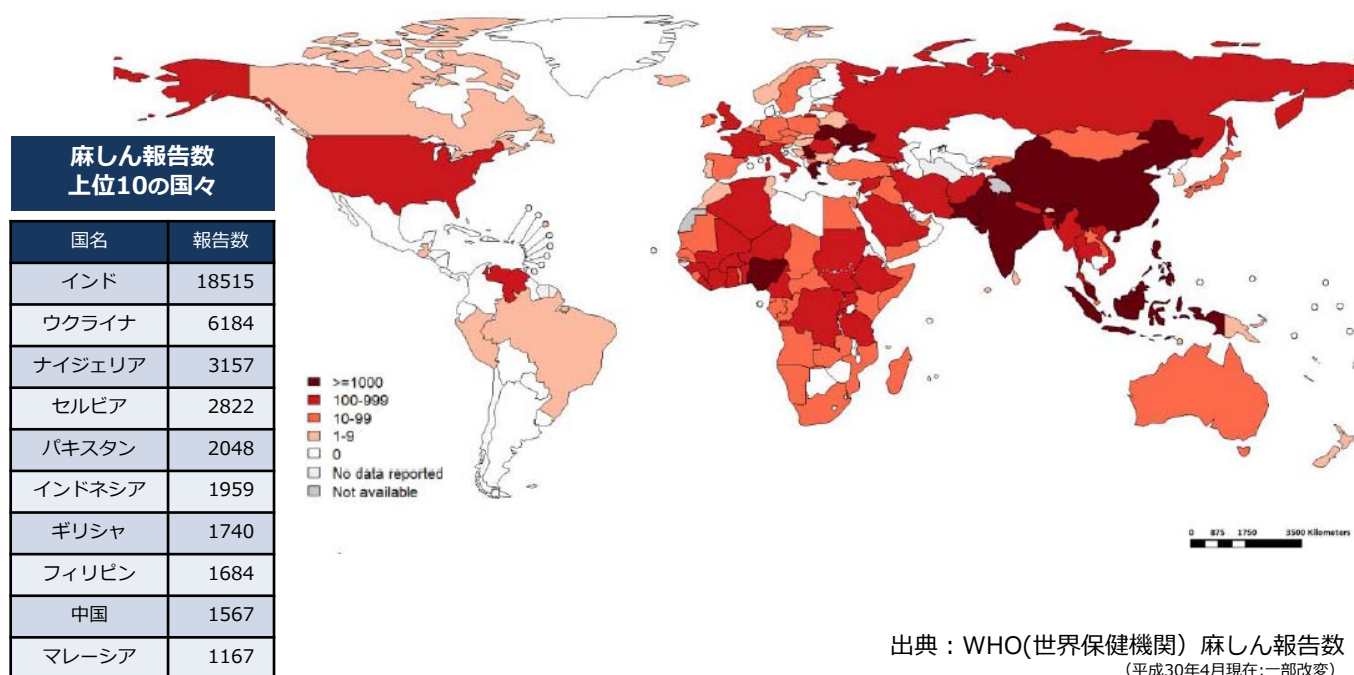 麻しん報告数
上位10の国々
国名 報告数
インド 18515
ウクライナ 6184
ナイジェリア 3157
セルビア 2822
パキスタン 2048
インドネシア 1959
ギリシャ 1740
フィリピン 1684
中国 1567
マレーシア 1167
>=1000
100-999
10-99
1-9
0
No data reported
Not available
0 875 1750 3500 Kilometers
出典：WHO(世界保健機関）麻しん報告数
（平成30年4月現在;一部改変）